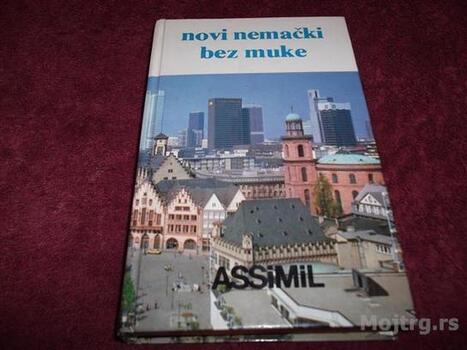 novi nemački
bez muke
ASSiMiL
Mojtrg.rs